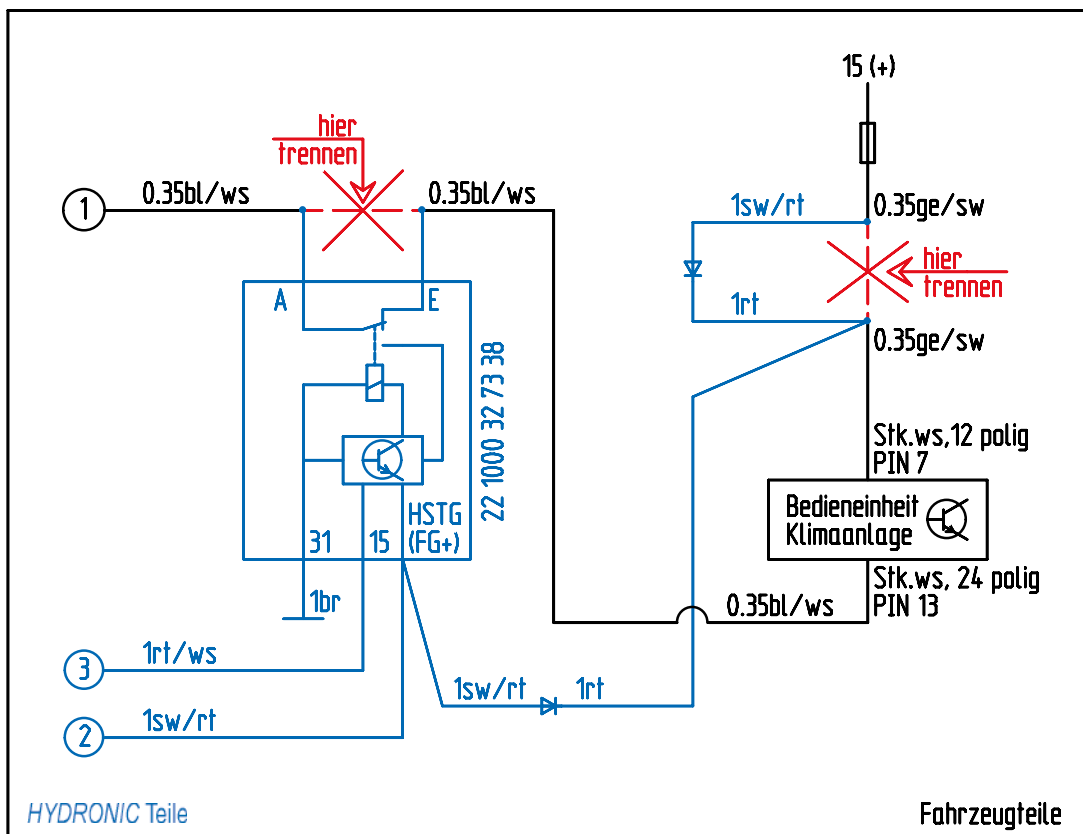 15 (+)
hier
trennen
1
0.35bl/ws
0.35bl/ws
1sw/rt
0.35ge/sw
hier
trennen
A
E
1rt
0.35ge/sw
22 1000 32 73 38
Stk.ws,12 polig
PIN 7
Bedieneinheit
Klimaanlage
HSTG
(FG+)
31
15
Stk.ws, 24 polig
PIN 13
1br
0.35bl/ws
3
1rt/ws
1sw/rt
1rt
2
1sw/rt
HYDRONIC Teile
Fahrzeugteile